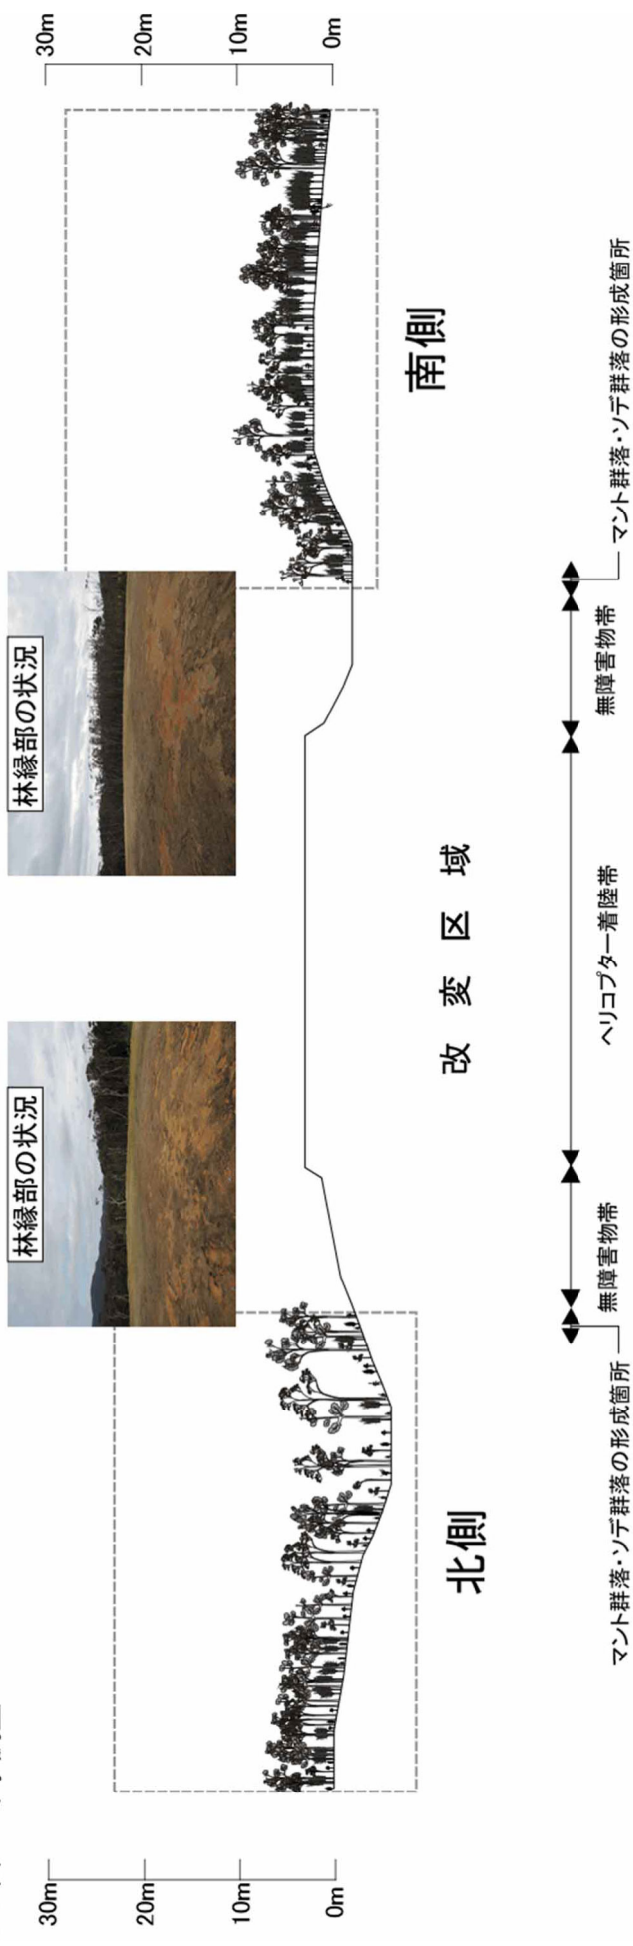 30m
20m
10m
0m
林縁部の状況
林縁部の状況
30m
20m
10m
0m
北側
改変区域
南側
無障害物帯
ヘリコプター着陸帯
無障害物帯
マント群落・ソデ群落の形成箇所
マント群落・ソデ群落の形成箇所